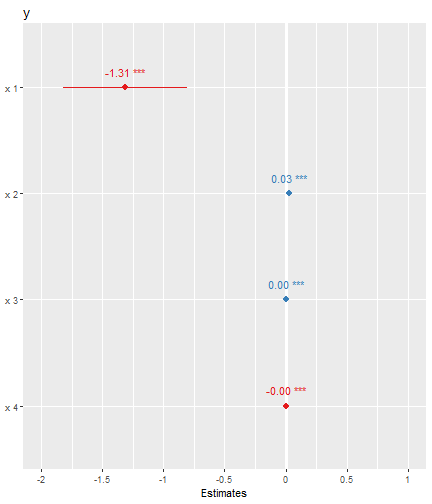 y
-1.31 ***
x 1
0.03 ***
x 2
0.00 ***
x 3
-0.00 ***
x 4
-2 -1.5 -1 -0.5 0 0.5 1
Estimates